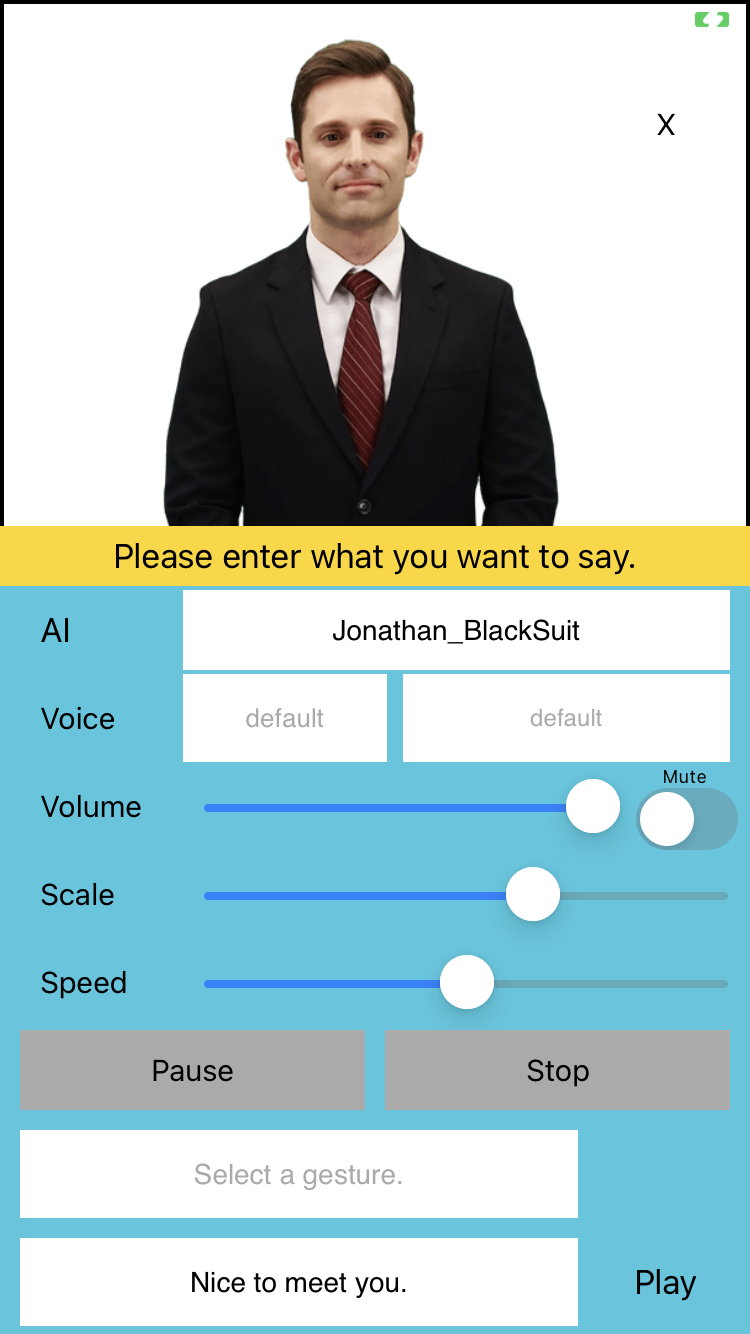 X
Please enter what you want to say.
AI
Jonathan_BlackSuit
Voice
default
default
Mute
Volume
Scale
Speed
Pause
Stop
Select a gesture.
Nice to meet you.
Play